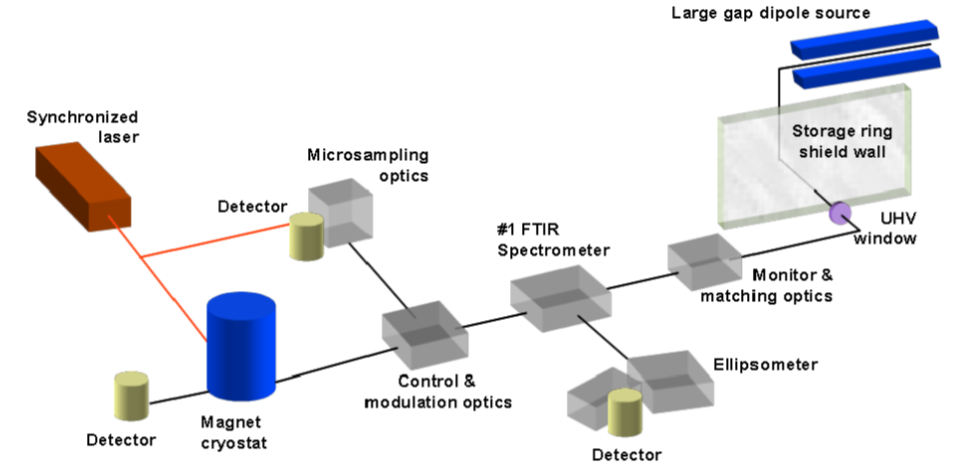 Large gap dipole source
Storage ring
shield wall
Synchronized
laser
Microsampling
optics
Detector
#1 FTIR
Spectrometer
UHV
window
Monitor &
matching optics
Ellipsometer
Control &
modulation optics
Magnet
cryostat
Detector
Detector